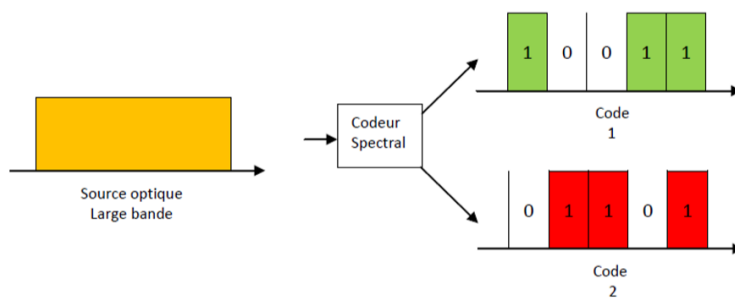 1 0 0 1 1
Code
1
Codeur
Spectral
Source optique
Large bande
0 1 1 0 1
Code
2